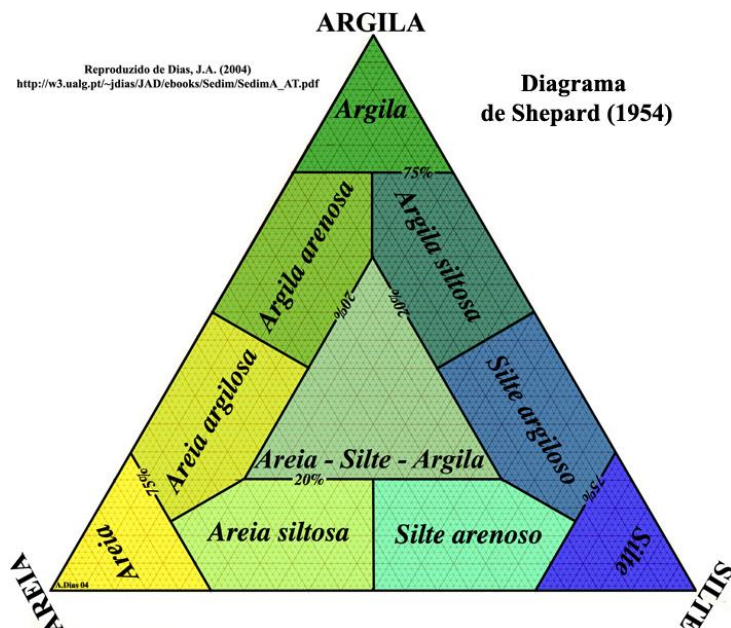 ARGILA
Reproduzido de Dias, J.A. (2004)
http://w3.ualg.pt/~jdias/JAD/ebooks/Sedim/SedimA_AT.pdf
Diagrama
de Shepard (1954)
Argila
75%
Argila arenosa
Argila siltosa
20%
20%
Areia argilosa
Silte argiloso
Areia - Silte - Argila
20%
75%
75%
Areia siltosa
Silte arenoso
Areia
Silte
A.Dias 04
AREIA
SILTE